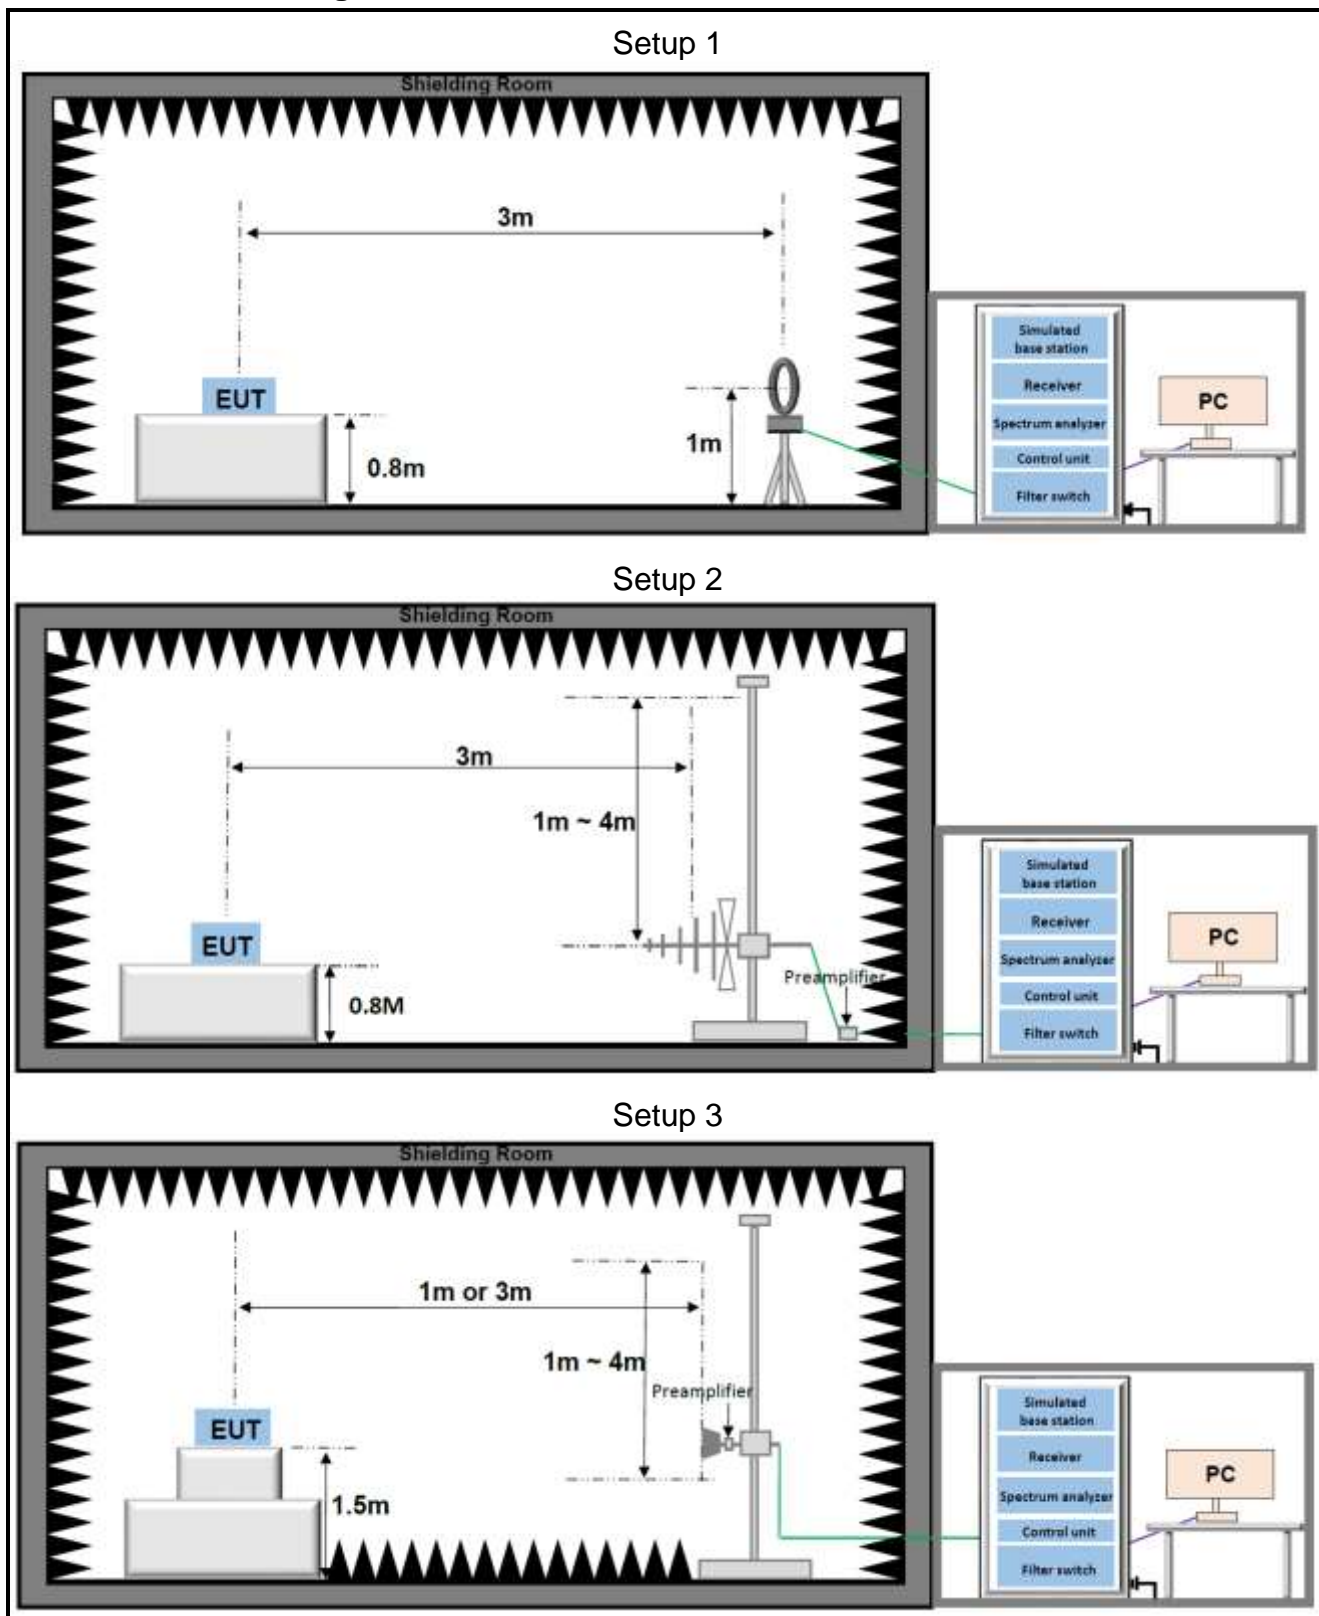 Setup 1
Shielding Room
3m
EUT
0.8m
1m
Simulated
base station
Receiver
Spectrum analyzer
Control unit
Filter switch
PC
Setup 2
Shielding Room
3m
1m ~ 4m
EUT
0.8M
Preamplifier
Simulated
base station
Receiver
Spectrum analyzer
Control unit
Filter switch
PC
Setup 3
Shielding Room
1m or 3m
1m ~ 4m
Preamplifier
EUT
1.5m
Simulated
base station
Receiver
Spectrum analyzer
Control unit
Filter switch
PC